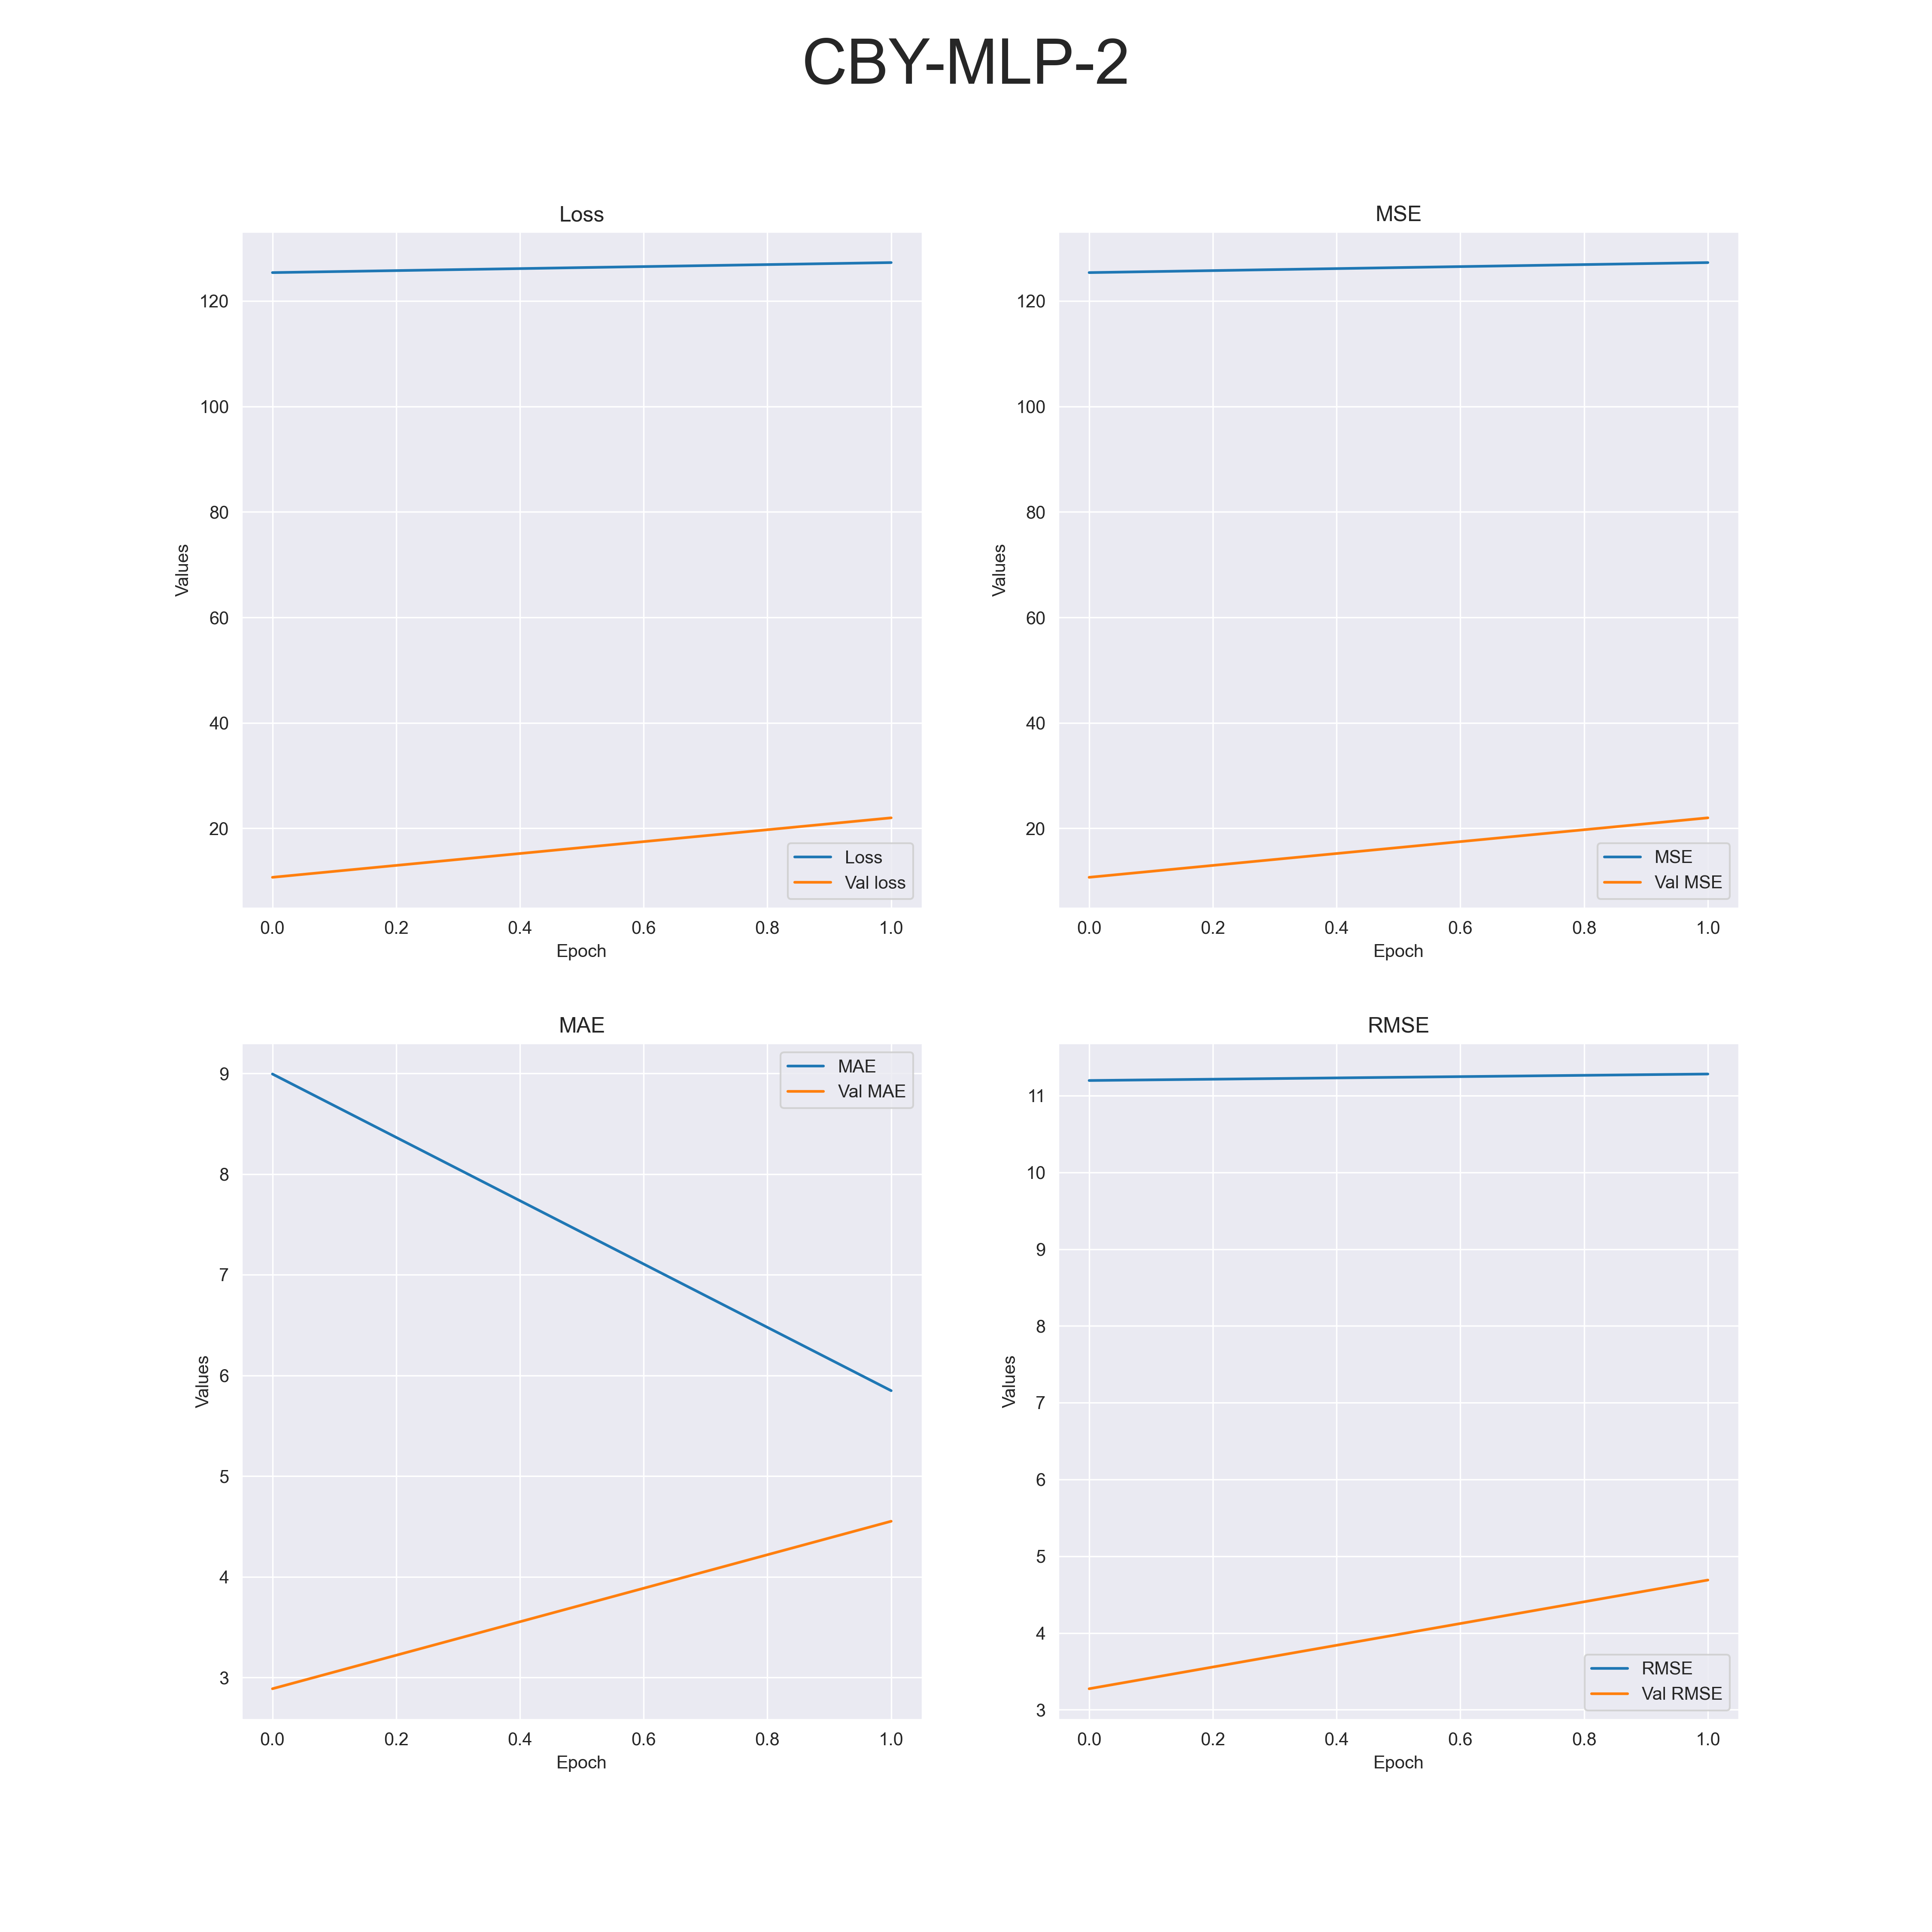 CBY-MLP-2
Loss
120
100
80
60
40
20
Values
0.0 0.2 0.4 0.6 0.8 1.0
Epoch
Loss
Val loss
MSE
120
100
80
60
40
20
Values
0.0 0.2 0.4 0.6 0.8 1.0
Epoch
MSE
Val MSE
MAE
9
8
7
6
5
4
3
Values
0.0 0.2 0.4 0.6 0.8 1.0
Epoch
MAE
Val MAE
RMSE
11
10
9
8
7
6
5
4
3
Values
0.0 0.2 0.4 0.6 0.8 1.0
Epoch
RMSE
Val RMSE